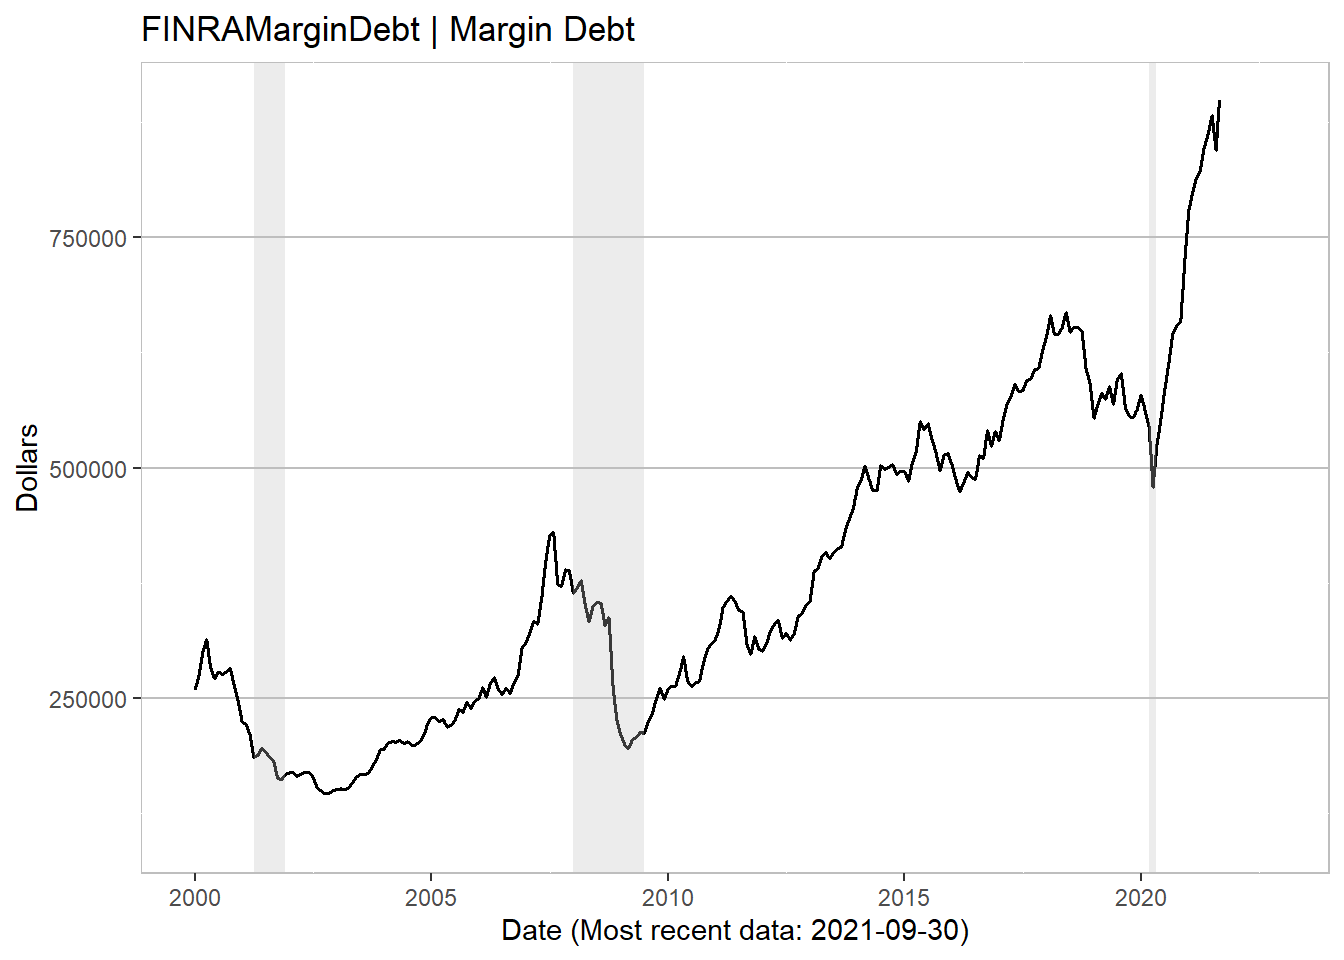 FINRAMarginDebt | Margin Debt
Dollars
750000
500000
250000
2000 2005 2010 2015 2020
Date (Most recent data: 2021-09-30)